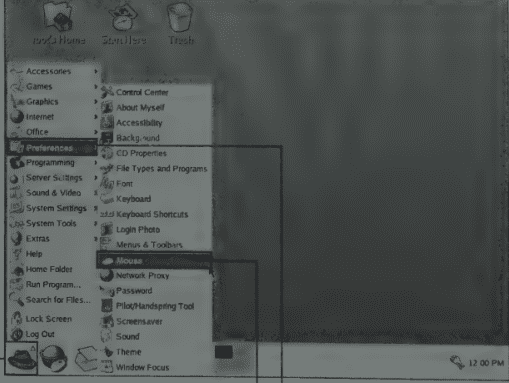 root's Home
Start Here
Trash
Accessories
Games
Graphics
Internet
Office
Preferences
Programming
Server Settings
Sound & Video
System Settings
System Tools
Extras
Help
Home Folder
Run Program...
Search for Files...
Lock Screen
Log Out
Control Center
About Myself
Accessibility
Background
CD Properties
File Types and Programs
Font
Keyboard
Keyboard Shortcuts
Login Photo
Menus & Toolbars
Mouse
Network Proxy
Password
Pilot/Handspring Tool
Screensaver
Sound
Theme
Window Focus
12:00 PM